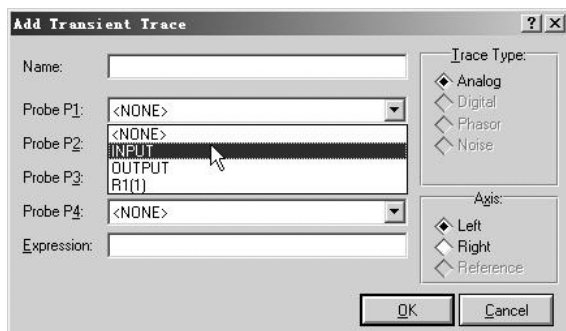 Add Transient Trace
Name:
Probe P1: <NONE>
<NONE>
INPUT
OUTPUT
R1(1)
Probe P2:
Probe P3:
Probe P4: <NONE>
Expression:
Trace Type:
Analog
Digital
Phasor
Noise
Axis:
Left
Right
Reference
OK
Cancel